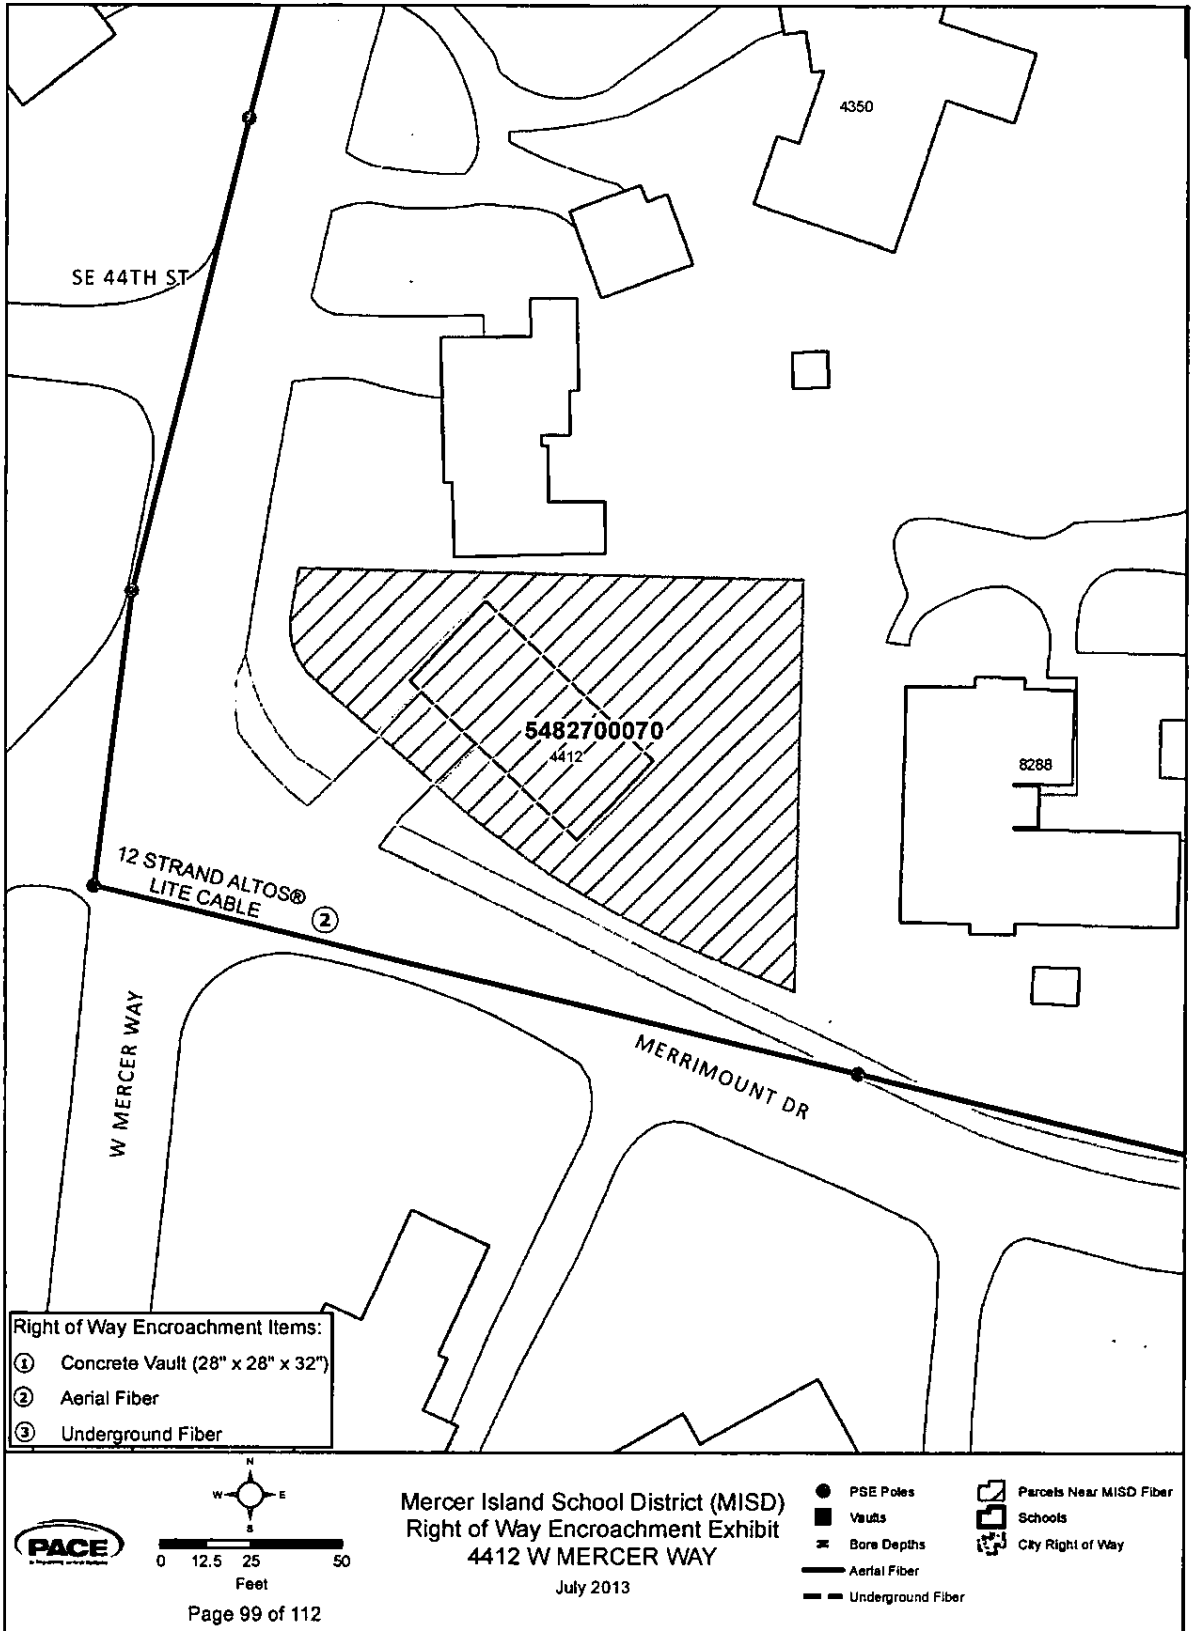 4350
SE 44TH ST
5482700070
4412
8288
12 STRAND ALTOS®
LITE CABLE
②
W MERCER WAY
MERRIMOUNT DR
Right of Way Encroachment Items:
① Concrete Vault (28" x 28" x 32")
② Aerial Fiber
③ Underground Fiber
PACE
N
W E
S
0 12.5 25 50
Feet
Page 99 of 112
Mercer Island School District (MISD)
Right of Way Encroachment Exhibit
4412 W MERCER WAY
July 2013
PSE Poles
Vaults
Bore Depths
Aerial Fiber
Underground Fiber
Parcels Near MISD Fiber
Schools
City Right of Way